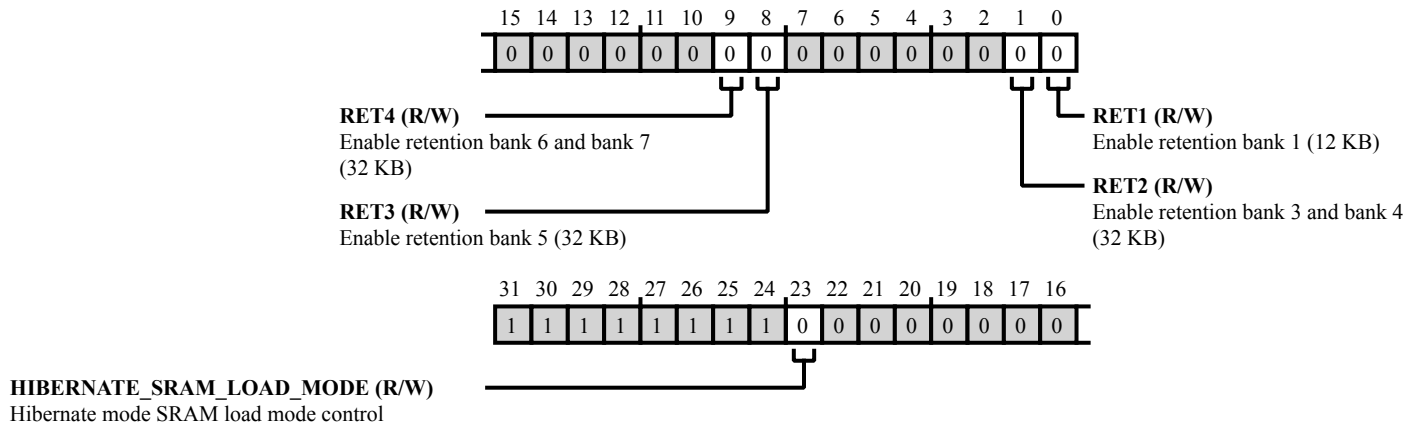 15 14 13 12 11 10 9 8 7 6 5 4 3 2 1 0
0 0 0 0 0 0 0 0 0 0 0 0 0 0 0 0
RET4 (R/W)
Enable retention bank 6 and bank 7
(32 KB)
RET3 (R/W)
Enable retention bank 5 (32 KB)
RET1 (R/W)
Enable retention bank 1 (12 KB)
RET2 (R/W)
Enable retention bank 3 and bank 4
(32 KB)
31 30 29 28 27 26 25 24 23 22 21 20 19 18 17 16
1 1 1 1 1 1 1 1 0 0 0 0 0 0 0 0
HIBERNATE_SRAM_LOAD_MODE (R/W)
Hibernate mode SRAM load mode control